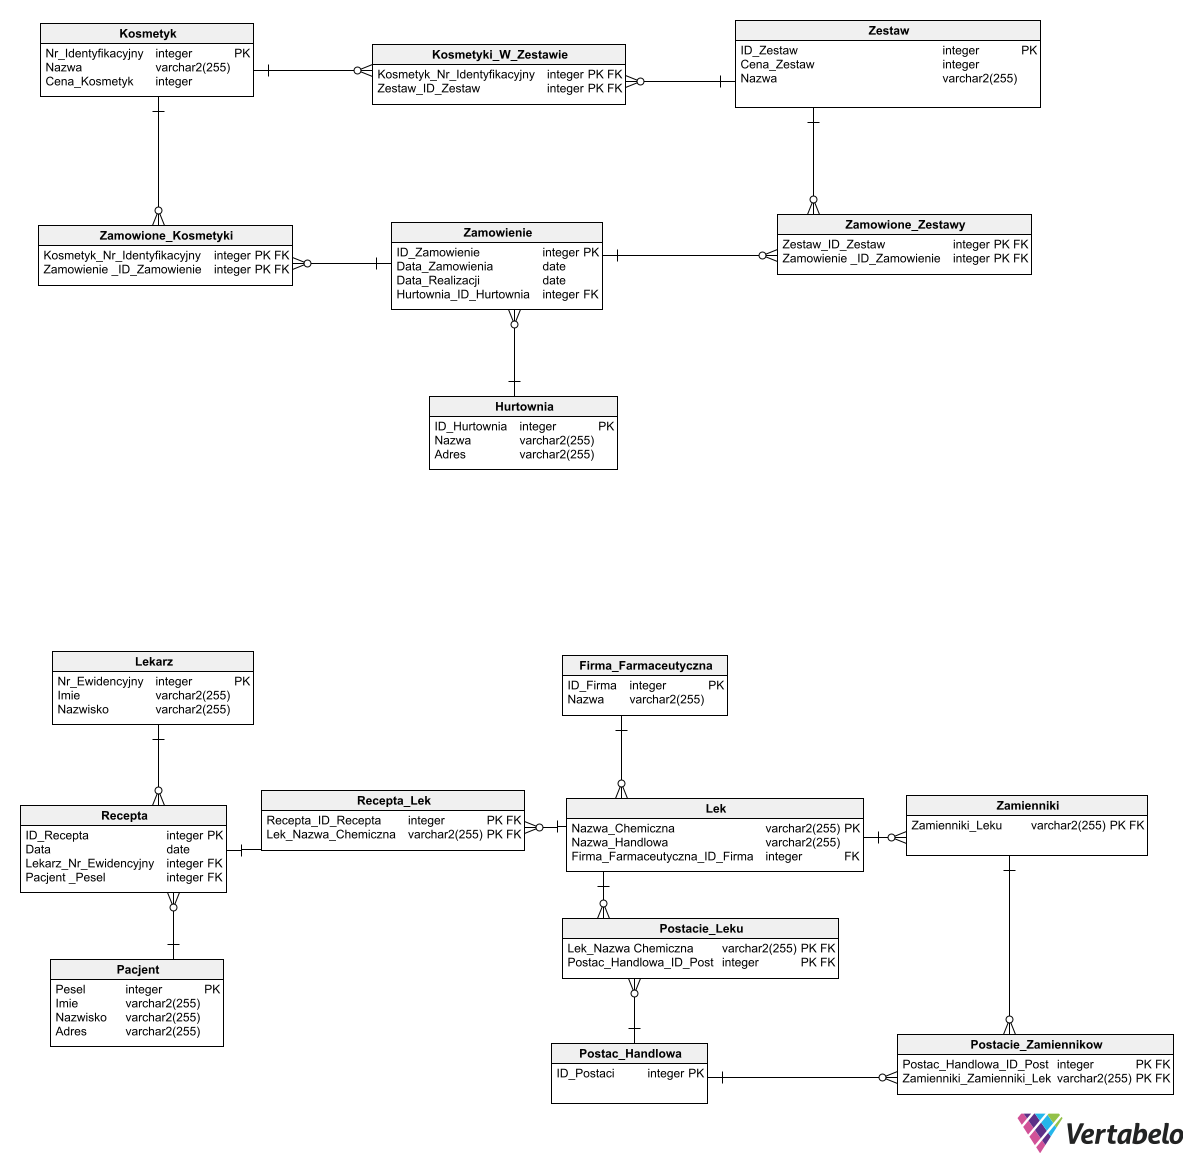 Kosmetyk
Nr_Identyfikacyjny integer PK
Nazwa varchar2(255)
Cena_Kosmetyk integer
Kosmetyki_W_Zestawie
Kosmetyk_Nr_Identyfikacyjny integer PK FK
Zestaw_ID_Zestaw integer PK FK
Zestaw
ID_Zestaw integer PK
Cena_Zestaw integer
Nazwa varchar2(255)
Zamowione_Kosmetyki
Kosmetyk_Nr_Identyfikacyjny integer PK FK
Zamowienie _ID_Zamowienie integer PK FK
Zamowienie
ID_Zamowienie integer PK
Data_Zamowienia date
Data_Realizacji date
Hurtownia_ID_Hurtownia integer FK
Zamowione_Zestawy
Zestaw_ID_Zestaw integer PK FK
Zamowienie _ID_Zamowienie integer PK FK
Hurtownia
ID_Hurtownia integer PK
Nazwa varchar2(255)
Adres varchar2(255)
Lekarz
Nr_Ewidencyjny integer PK
Imie varchar2(255)
Nazwisko varchar2(255)
Firma_Farmaceutyczna
ID_Firma integer PK
Nazwa varchar2(255)
Recepta
ID_Recepta integer PK
Data date
Lekarz_Nr_Ewidencyjny integer FK
Pacjent _Pesel integer FK
Recepta_Lek
Recepta_ID_Recepta integer PK FK
Lek_Nazwa_Chemiczna varchar2(255) PK FK
Lek
Nazwa_Chemiczna varchar2(255) PK
Nazwa_Handlowa varchar2(255)
Firma_Farmaceutyczna_ID_Firma integer FK
Zamienniki
Zamienniki_Leku varchar2(255) PK FK
Postacie_Leku
Lek_Nazwa Chemiczna varchar2(255) PK FK
Postac_Handlowa_ID_Post integer PK FK
Pacjent
Pesel integer PK
Imie varchar2(255)
Nazwisko varchar2(255)
Adres varchar2(255)
Postac_Handlowa
ID_Postaci integer PK
Postacie_Zamiennikow
Postac_Handlowa_ID_Post integer PK FK
Zamienniki_Zamienniki_Lek varchar2(255) PK FK
Vertabelo